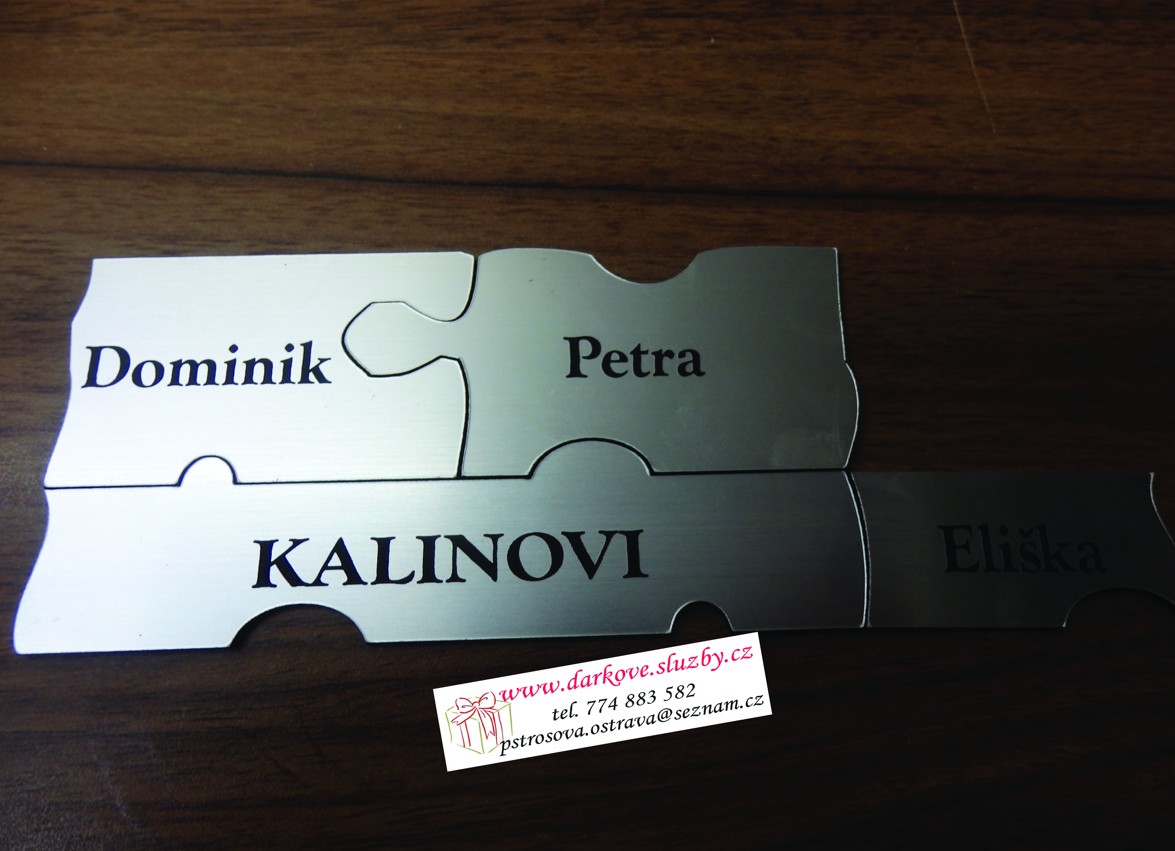 Dominik
Petra
KALINOVI
Eliška
www.darkove.sluzby.cz
tel. 774 883 582
pstrosova.ostrava@seznam.cz